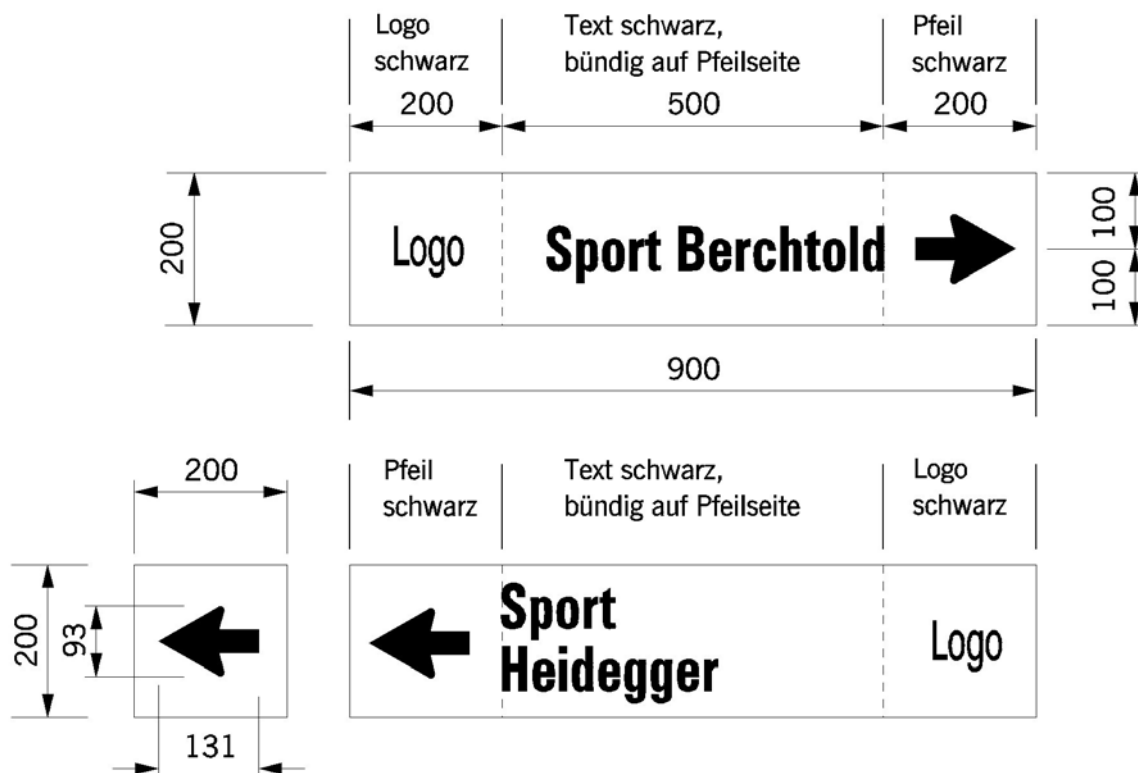 Logo
schwarz
Text schwarz,
bündig auf Pfeilseite
Pfeil
schwarz
200
500
200
200
Logo
Sport Berchtold
100
100
900
200
Pfeil
schwarz
Text schwarz,
bündig auf Pfeilseite
Logo
schwarz
200
93
131
Sport
Heidegger
Logo